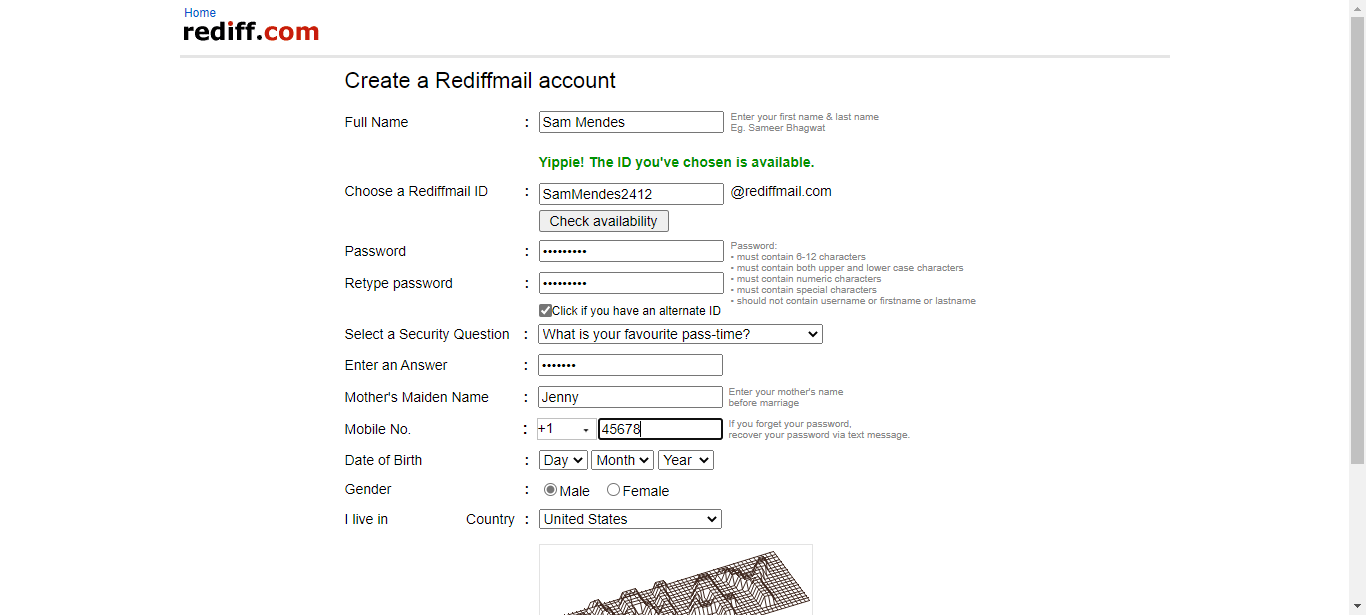 Home
rediff.com
Create a Rediffmail account
Full Name : Sam Mendes Enter your first name & last name
Eg. Sameer Bhagwat
Yippie! The ID you've chosen is available.
Choose a Rediffmail ID : SamMendes2412 @rediffmail.com
Check availability
Password : ••••••••• Password:
• must contain 6-12 characters
• must contain both upper and lower case characters
• must contain numeric characters
• must contain special characters
• should not contain username or firstname or lastname
Retype password : •••••••••
Click if you have an alternate ID
Select a Security Question : What is your favourite pass-time?
Enter an Answer : •••••••
Mother's Maiden Name : Jenny Enter your mother's name
before marriage
Mobile No. : +1 45678 If you forget your password,
recover your password via text message.
Date of Birth : Day Month Year
Gender : Male Female
I live in Country : United States